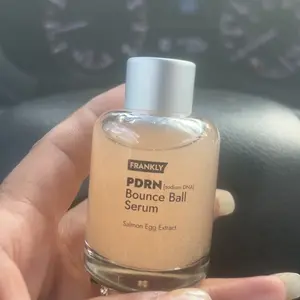 FRANKLY
PDRN [sodium DNA]
Bounce Ball
Serum
Salmon Egg Extract